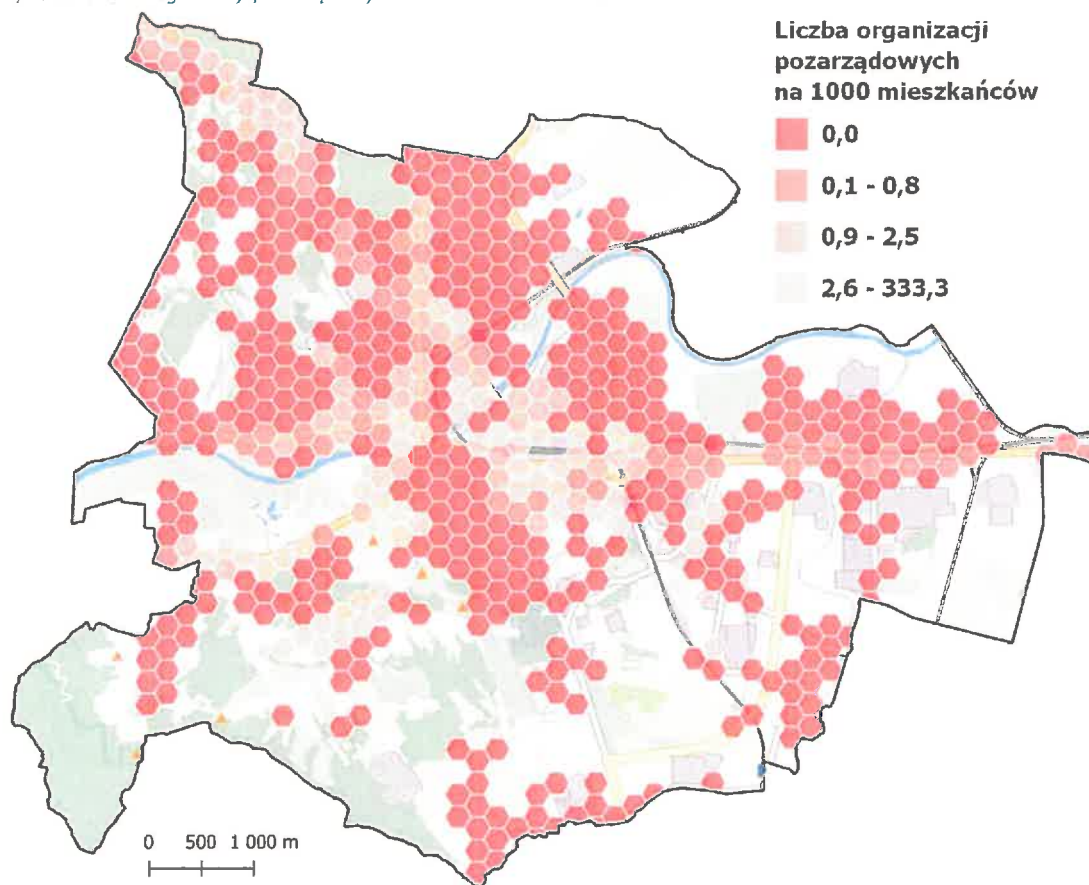 Liczba organizacji
pozarządowych
na 1000 mieszkańców
0,0
0,1 - 0,8
0,9 - 2,5
2,6 - 333,3
0 500 1 000 m